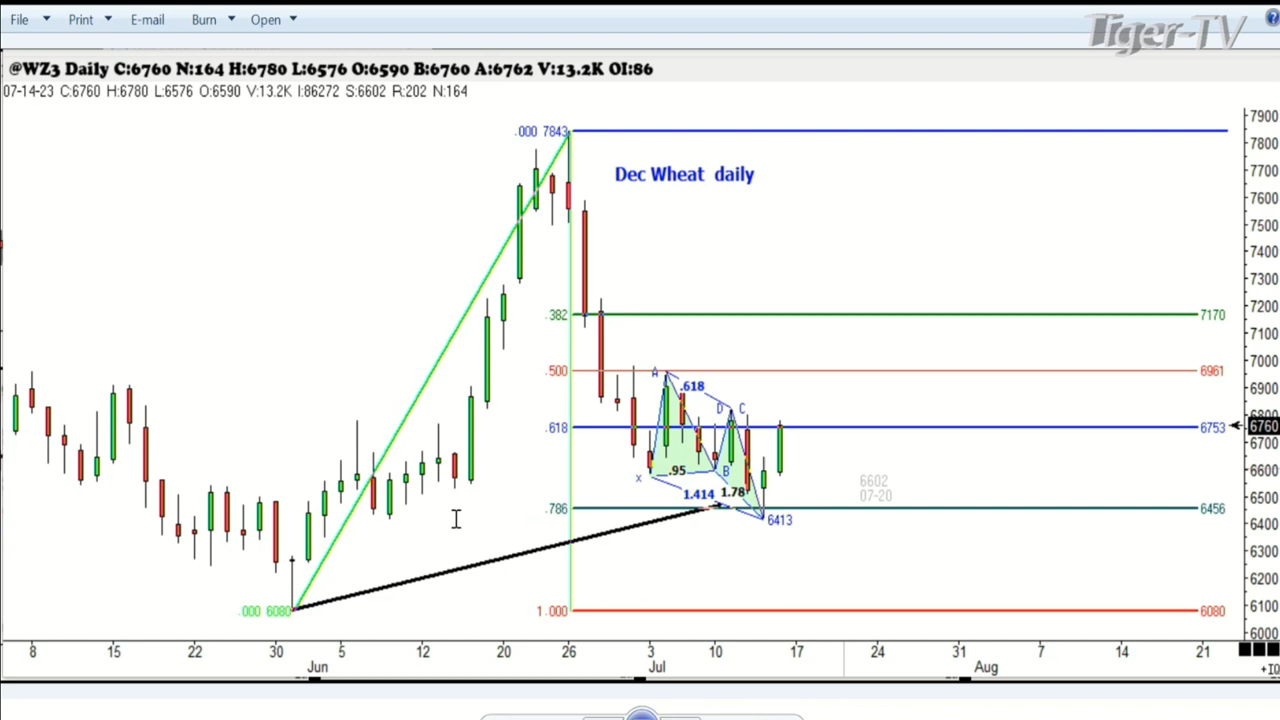 File Print E-mail Burn Open
Tiger-TV
@WZ3 Daily C:6760 N:164 H:6780 L:6576 O:6590 B:6760 A:6762 V:13.2K OI:86
07-14-23 C:6760 H:6780 L:6576 O:6590 V:13.2K I:86272 S:6602 R:202 N:164
Dec Wheat daily
.000 7843
.382 7170
.500 6961
.618 6753
.786 6456
1.000 6080
.000 6080
A .618
D C
.95 B
x
1.414 1.78
6413
6602
07-20
7900
7800
7700
7600
7500
7400
7300
7200
7100
7000
6900
6800
6760
6700
6600
6500
6400
6300
6200
6100
6000
8 15 22 30 5 12 20 26 3 10 17 24 31 7 14 21
Jun Jul Aug